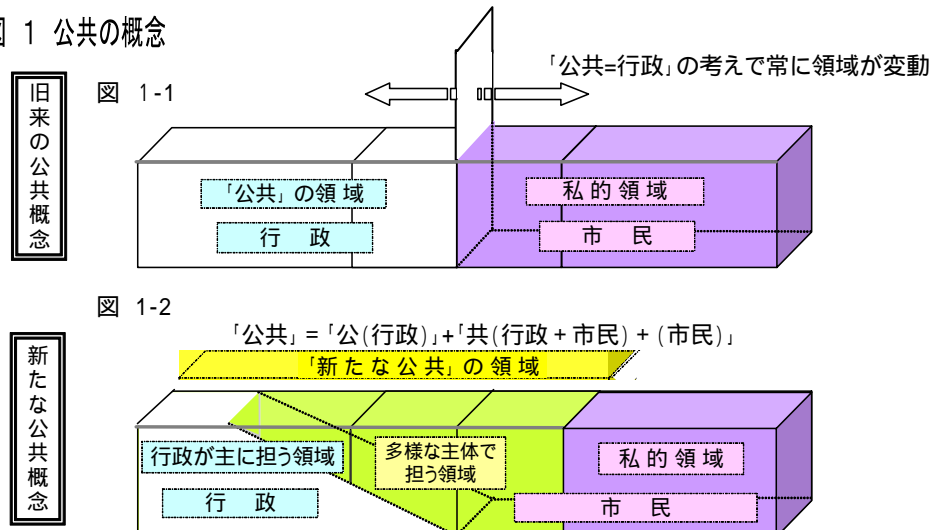 図 1 公共の概念
「公共=行政」の考えで常に領域が変動
旧来の公共概念
図 1-1
「公共」の領域
行 政
私的領域
市 民
図 1-2
「公共」=「公(行政)」+「共(行政+市民)+(市民)」
「新たな公共」の領域
新たな公共概念
行政が主に担う領域
多様な主体で
担う領域
私的領域
行 政
市 民